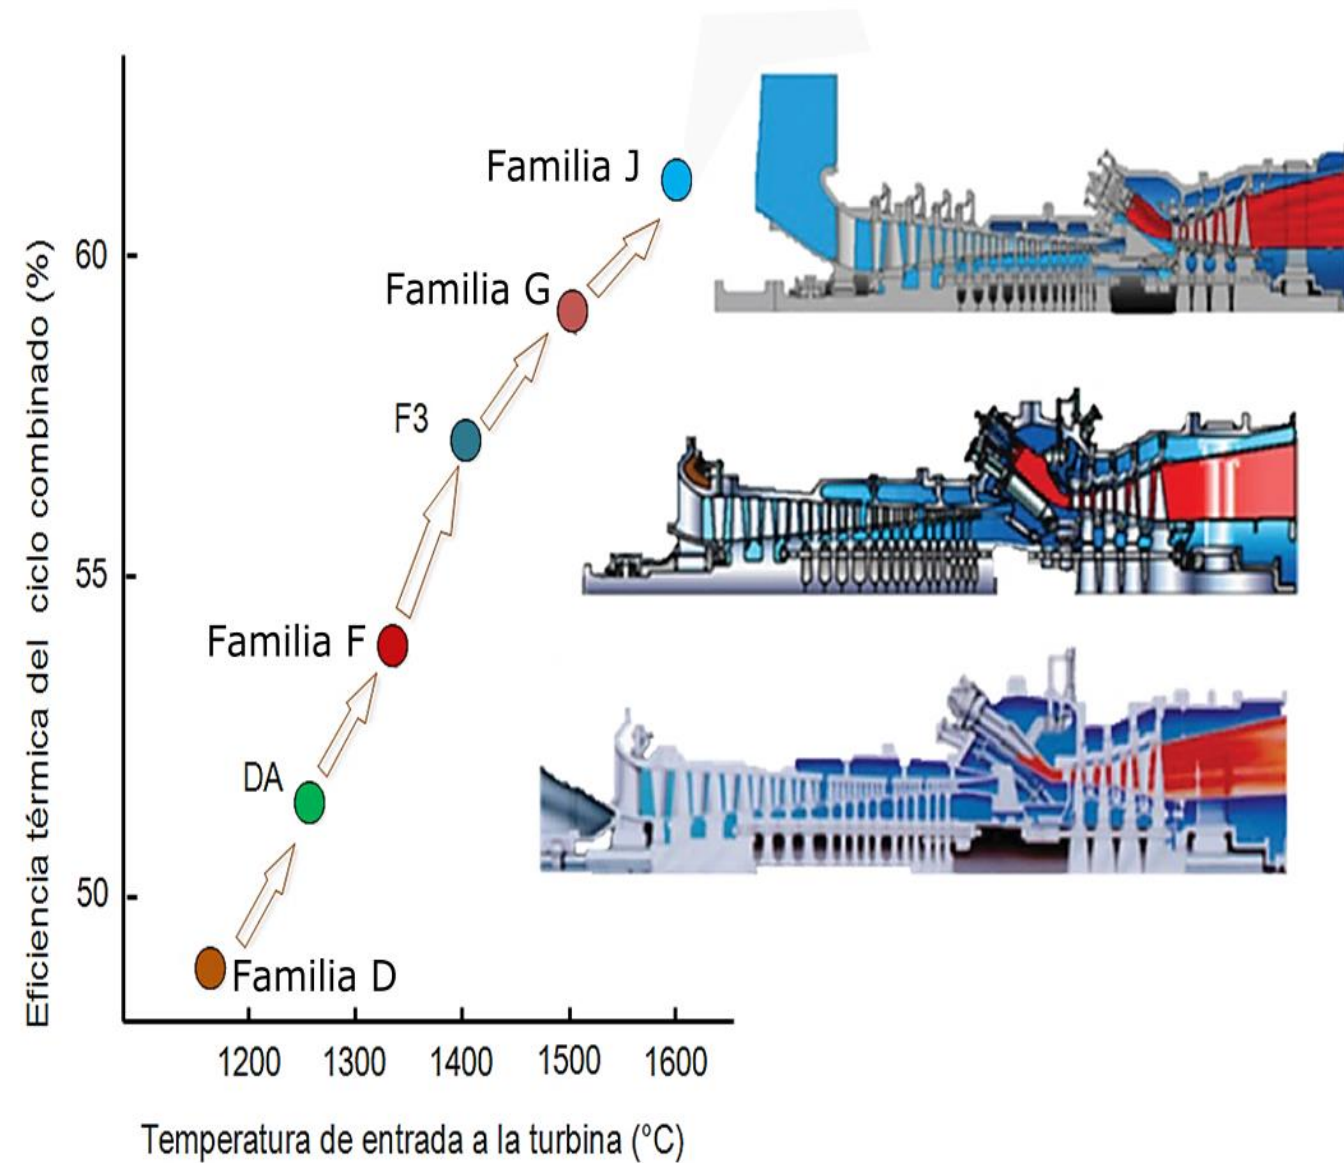 Familia J
60
Familia G
F3
55
Familia F
DA
50
Familia D
Eficiencia térmica del ciclo combinado (%)
1200 1300 1400 1500 1600
Temperatura de entrada a la turbina (°C)